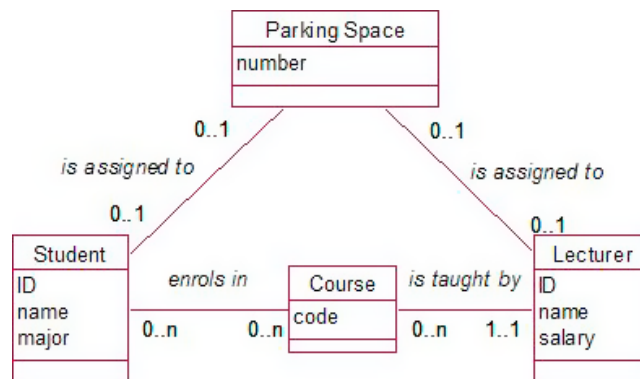 Parking Space
number
0..1
0..1
is assigned to
is assigned to
0..1
0..1
Student
ID
name
major
enrols in
0..n
0..n
Course
code
is taught by
0..n
1..1
Lecturer
ID
name
salary